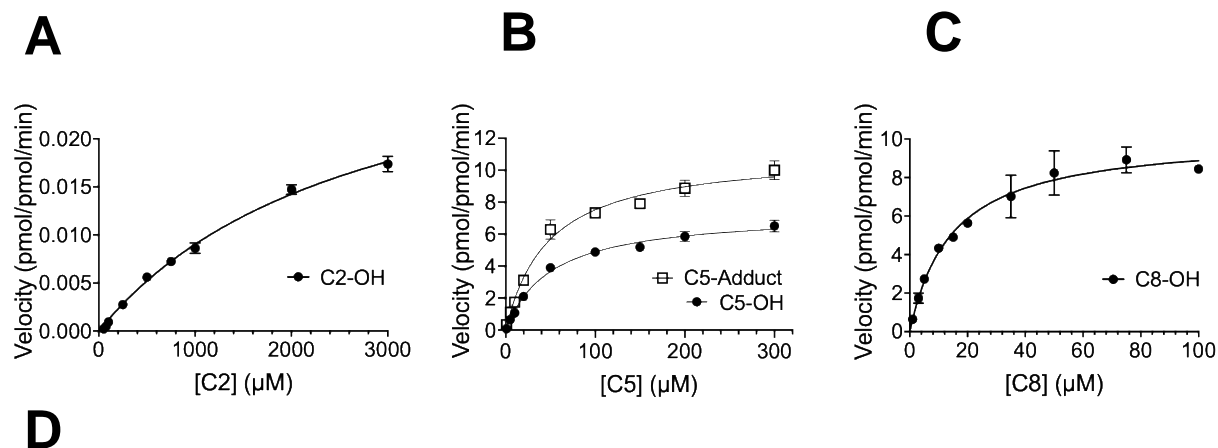 A
B
C
Velocity (pmol/pmol/min)
0.020
0.015
0.010
0.005
0.000
C2-OH
0
1000
2000
3000
[C2] (µM)
Velocity (pmol/pmol/min)
12
10
8
6
4
2
0
C5-Adduct
C5-OH
0
100
200
300
[C5] (µM)
Velocity (pmol/pmol/min)
10
8
6
4
2
0
C8-OH
0
20
40
60
80
100
[C8] (µM)
D